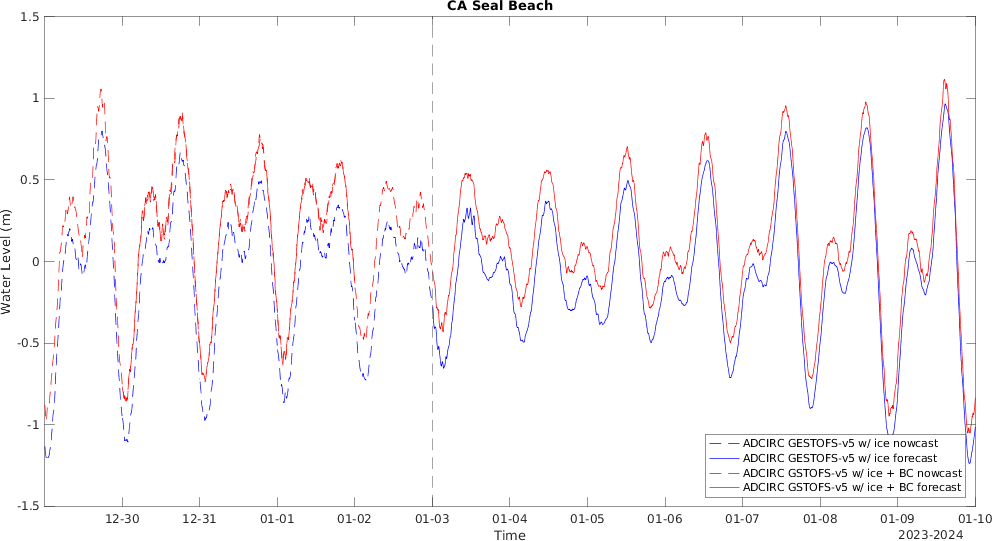 CA Seal Beach
1.5
1
0.5
0
-0.5
-1
-1.5
Water Level (m)
12-30 12-31 01-01 01-02 01-03 01-04 01-05 01-06 01-07 01-08 01-09 01-10
Time
2023-2024
ADCIRC GESTOFS-v5 w/ ice nowcast
ADCIRC GESTOFS-v5 w/ ice forecast
ADCIRC GSTOFS-v5 w/ ice + BC nowcast
ADCIRC GSTOFS-v5 w/ ice + BC forecast